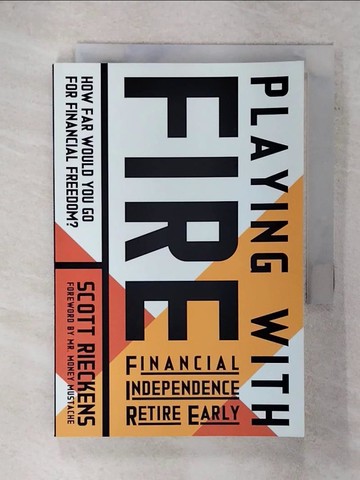 PLAYING WITH
FIRE
FINANCIAL
INDEPENDENCE
RETIRE EARLY
HOW FAR WOULD YOU GO
FOR FINANCIAL FREEDOM?
SCOTT RIECKENS
FOREWORD BY MR. MONEY MUSTACHE